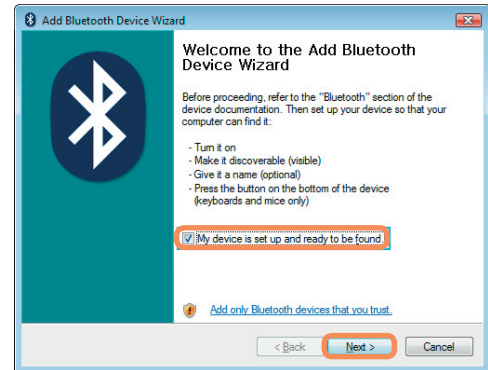 Add Bluetooth Device Wizard
Welcome to the Add Bluetooth
Device Wizard
Before proceeding, refer to the "Bluetooth" section of the
device documentation. Then set up your device so that your
computer can find it:
- Turn it on
- Make it discoverable (visible)
- Give it a name (optional)
- Press the button on the bottom of the device
(keyboards and mice only)
My device is set up and ready to be found.
Add only Bluetooth devices that you trust.
< Back Next > Cancel